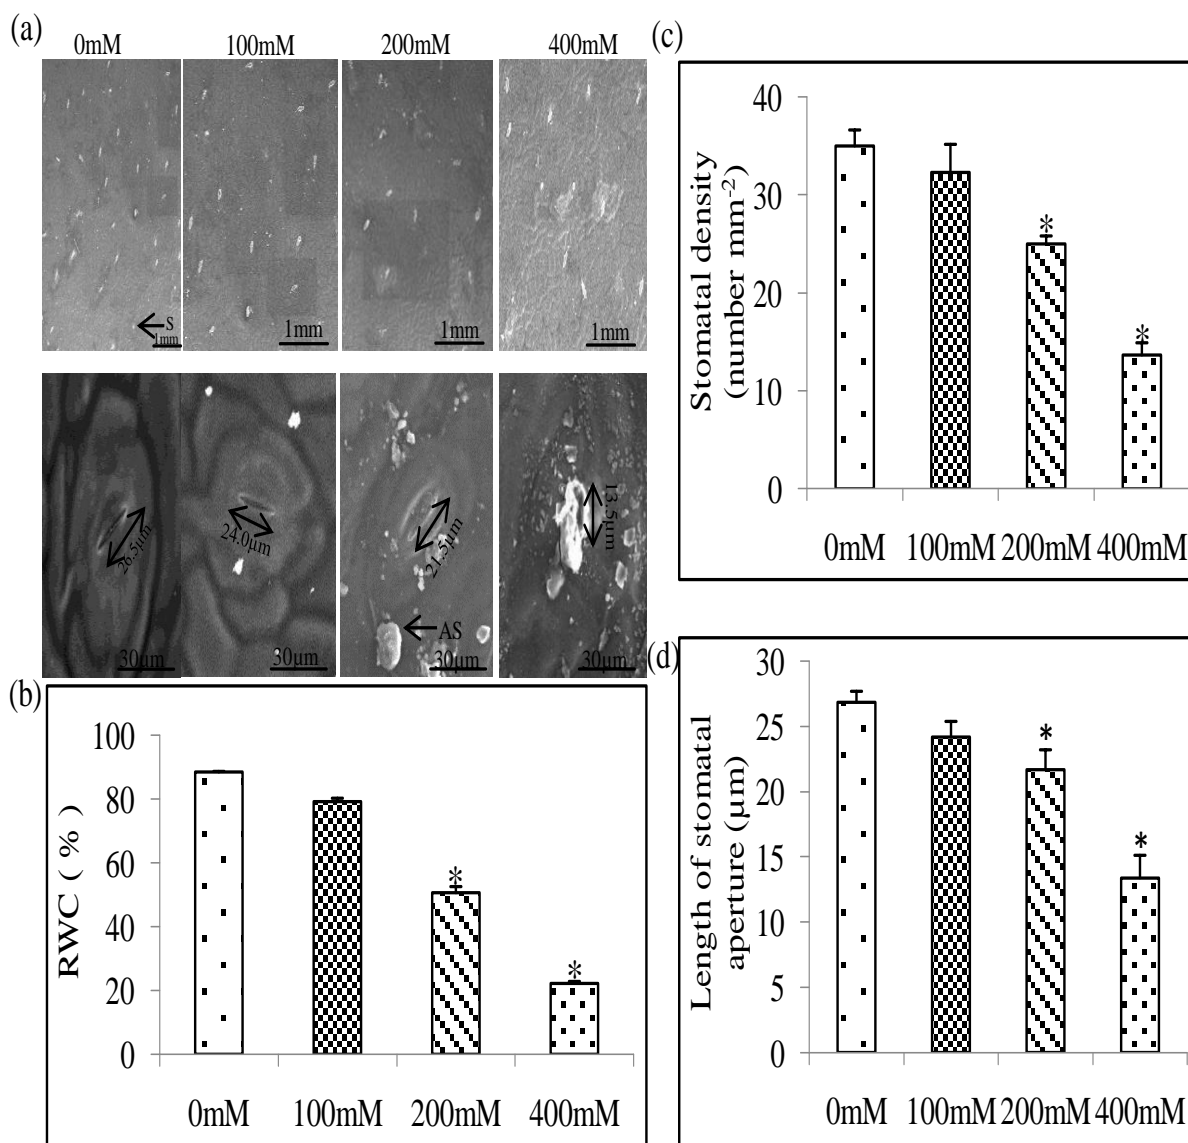 (a)
0mM 100mM 200mM 400mM
S
1mm 1mm 1mm 1mm
26.5µm 24.0µm 21.5µm 13.5µm
AS
30µm 30µm 30µm 30µm
(b)
RWC ( % )
100
80
60
40
20
0
* *
0mM 100mM 200mM 400mM
(c)
Stomatal density
(number mm-2)
40
30
20
10
0
* *
0mM 100mM 200mM 400mM
(d)
Length of stomatal
aperture (µm)
30
25
20
15
10
5
0
* *
0mM 100mM 200mM 400mM